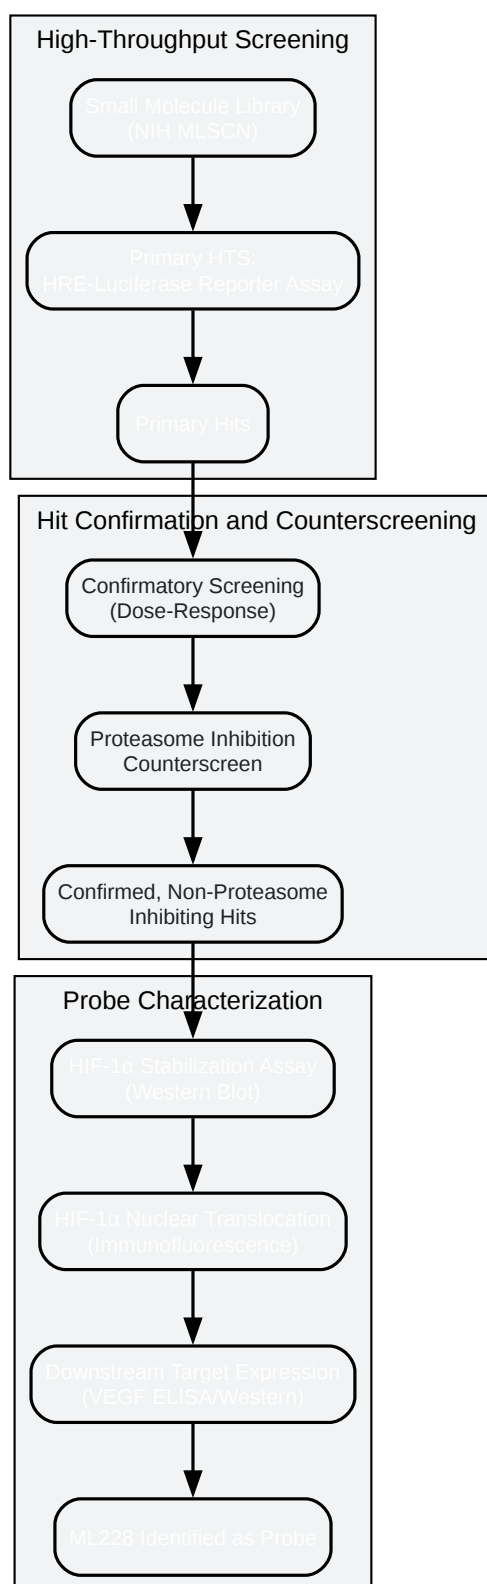 High-Throughput Screening
Small Molecule Library
(NIH MLSCN)
Primary HTS:
HRE-Luciferase Reporter Assay
Primary Hits
Hit Confirmation and Counterscreening
Confirmatory Screening
(Dose-Response)
Proteasome Inhibition
Counterscreen
Confirmed, Non-Proteasome
Inhibiting Hits
Probe Characterization
HIF-1α Stabilization Assay
(Western Blot)
HIF-1α Nuclear Translocation
(Immunofluorescence)
Downstream Target Expression
(VEGF ELISA/Western)
ML228 Identified as Probe